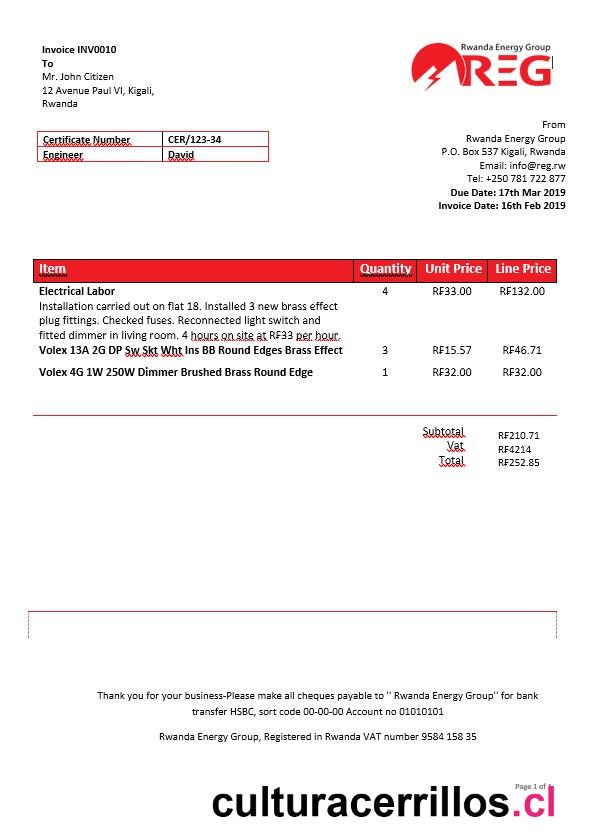 Invoice INV0010
To
Mr. John Citizen
12 Avenue Paul VI, Kigali,
Rwanda
Rwanda Energy Group
REG
Certificate Number CER/123-34
Engineer David
From
Rwanda Energy Group
P.O. Box 537 Kigali, Rwanda
Email: info@reg.rw
Tel: +250 781 722 877
Due Date: 17th Mar 2019
Invoice Date: 16th Feb 2019
Item Quantity Unit Price Line Price
Electrical Labor 4 RF33.00 RF132.00
Installation carried out on flat 18. Installed 3 new brass effect
plug fittings. Checked fuses. Reconnected light switch and
fitted dimmer in living room. 4 hours on site at RF33 per hour.
Volex 13A 2G DP Sw Skt Wht Ins BB Round Edges Brass Effect 3 RF15.57 RF46.71
Volex 4G 1W 250W Dimmer Brushed Brass Round Edge 1 RF32.00 RF32.00
Subtotal RF210.71
Vat RF4214
Total RF252.85
Thank you for your business-Please make all cheques payable to " Rwanda Energy Group" for bank
transfer HSBC, sort code 00-00-00 Account no 01010101
Rwanda Energy Group, Registered in Rwanda VAT number 9584 158 35
Page 1 of
culturacerrillos.cl